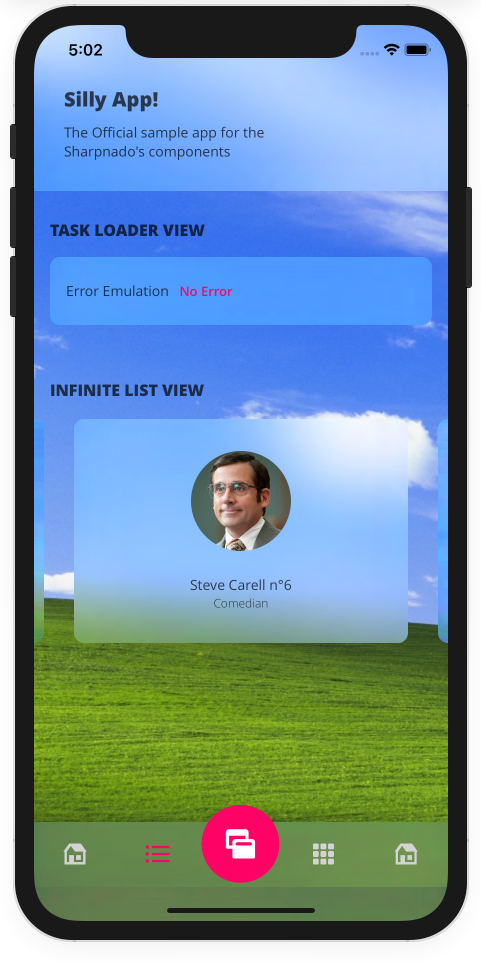 5:02
Silly App!
The Official sample app for the
Sharpnado's components
TASK LOADER VIEW
Error Emulation No Error
INFINITE LIST VIEW
Steve Carell n°6
Comedian